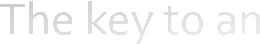 The key to an